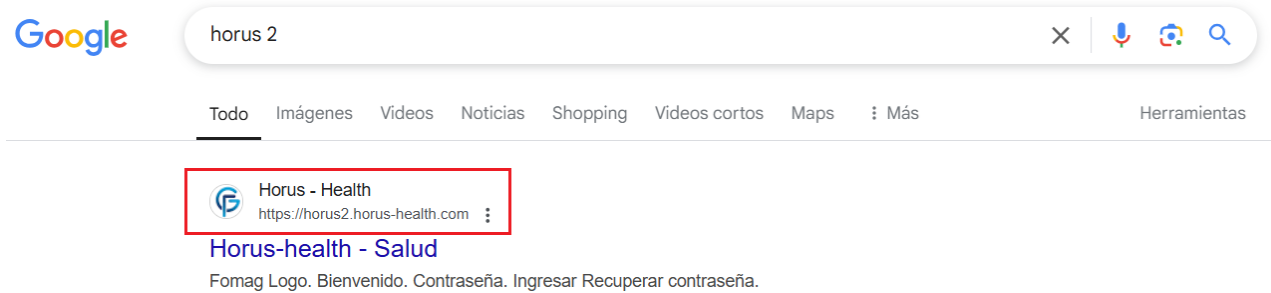 Google
horus 2
Todo Imágenes Videos Noticias Shopping Videos cortos Maps Más Herramientas
Horus - Health
https://horus2.horus-health.com
Horus-health - Salud
Fomag Logo. Bienvenido. Contraseña. Ingresar Recuperar contraseña.